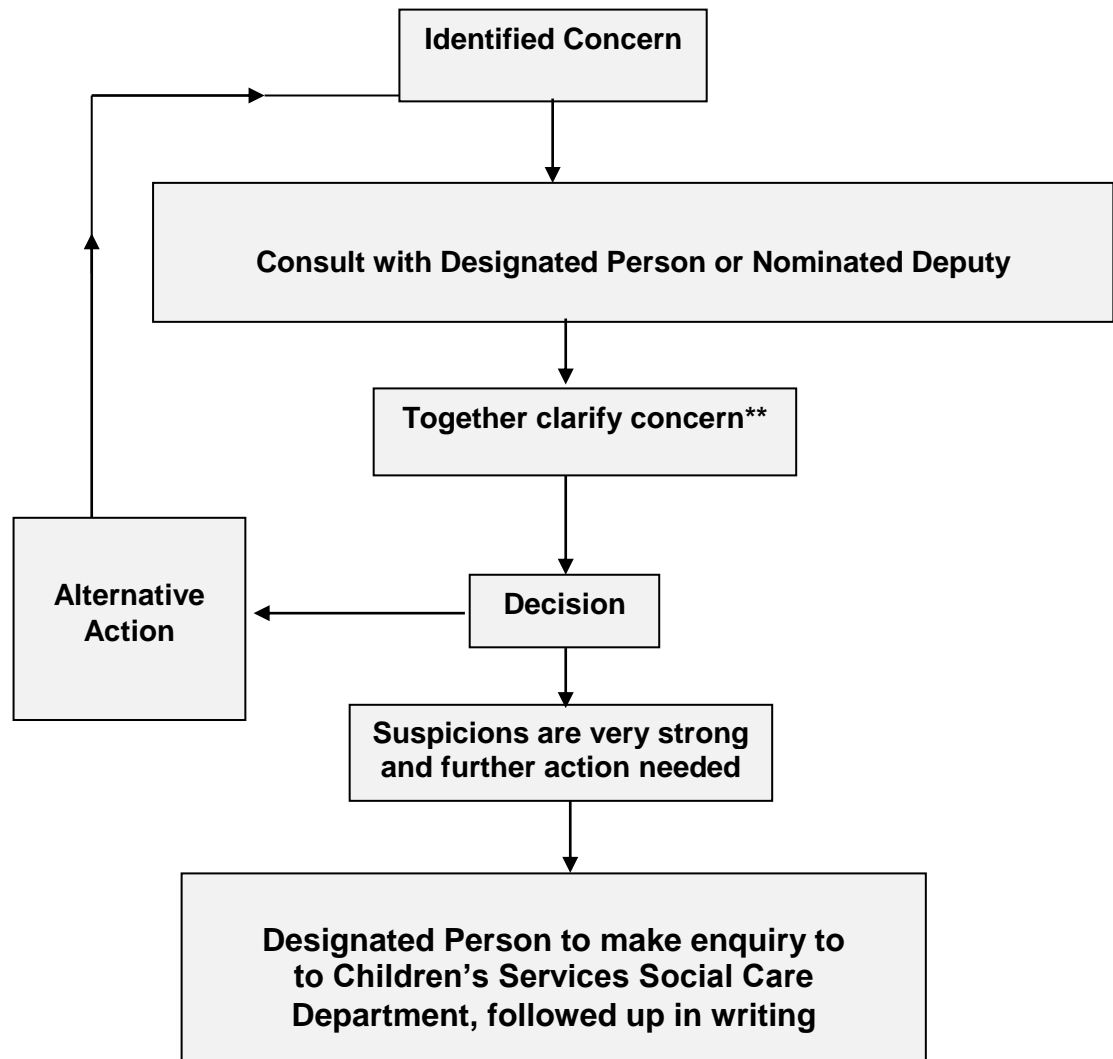 Identified Concern
Consult with Designated Person or Nominated Deputy
Together clarify concern**
Alternative
Action
Decision
Suspicions are very strong
and further action needed
Designated Person to make enquiry to
to Children’s Services Social Care
Department, followed up in writing